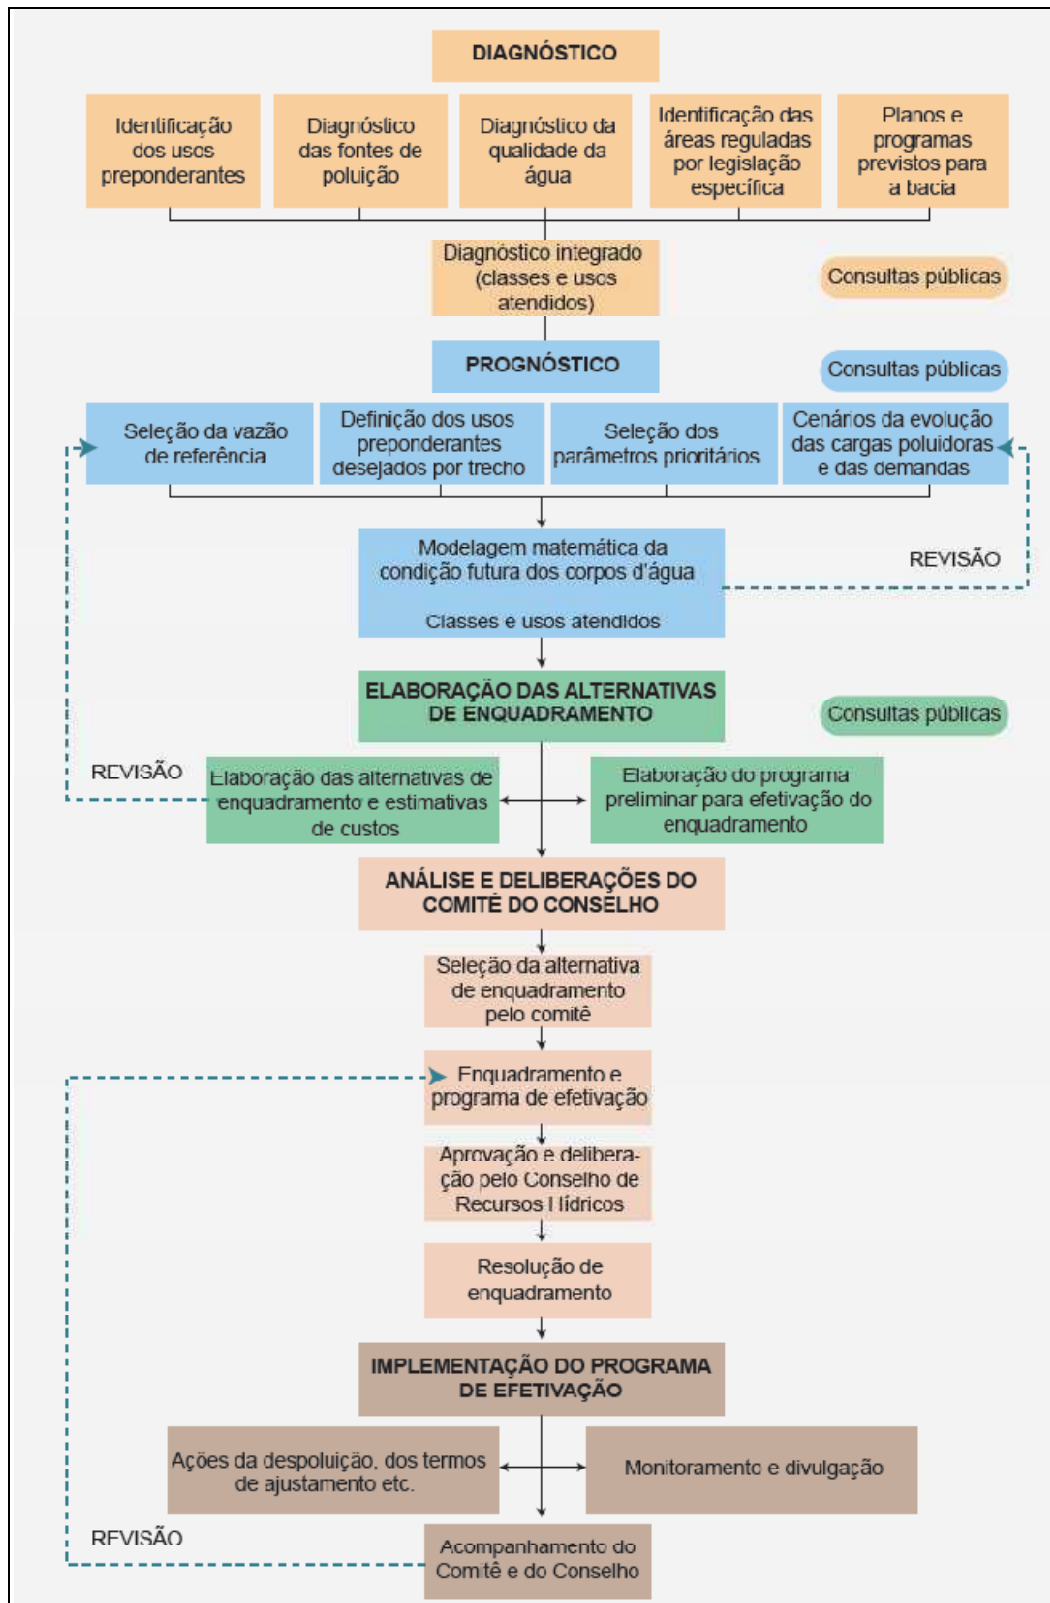 DIAGNÓSTICO
Identificação
dos usos
preponderantes
Diagnóstico
das fontes de
poluição
Diagnóstico da
qualidade da
água
Identificação das
áreas reguladas
por legislação
específica
Planos e
programas
previstos para
a bacia
Diagnóstico integrado
(classes e usos
atendidos)
Consultas públicas
PROGNÓSTICO
Consultas públicas
Seleção da vazão
de referência
Definição dos usos
preponderantes
desejados por trecho
Seleção dos
parâmetros prioritários
Cenários da evolução
das cargas poluidoras
e das demandas
Modelagem matemática da
condição futura dos corpos d'água
Classes e usos atendidos
REVISÃO
ELABORAÇÃO DAS ALTERNATIVAS
DE ENQUADRAMENTO
Consultas públicas
REVISÃO
Elaboração das alternativas de
enquadramento e estimativas
de custos
Elaboração do programa
preliminar para efetivação do
enquadramento
ANÁLISE E DELIBERAÇÕES DO
COMITÊ DO CONSELHO
Seleção da alternativa
de enquadramento
pelo comitê
Enquadramento e
programa de efetivação
Aprovação e delibera-
ção pelo Conselho de
Recursos Hídricos
Resolução de
enquadramento
IMPLEMENTAÇÃO DO PROGRAMA
DE EFETIVAÇÃO
Ações da despoluição, dos termos
de ajustamento etc.
Monitoramento e divulgação
REVISÃO
Acompanhamento do
Comitê e do Conselho